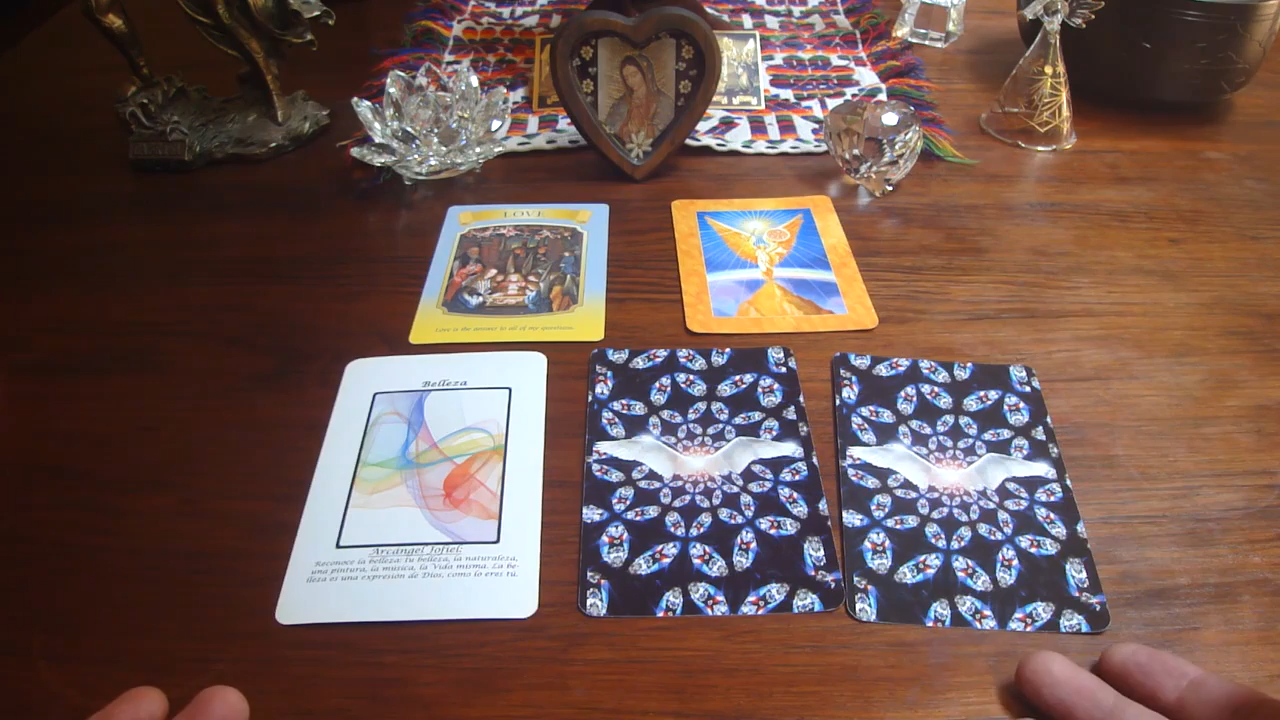 LOVE
Love is the answer to all of my questions.
Belleza
Arcángel Jofiel:
Reconoce la belleza: tu belleza, la naturaleza,
una pintura, la música, la Vida misma. La be-
lleza es una expresión de Dios, como lo eres tú.